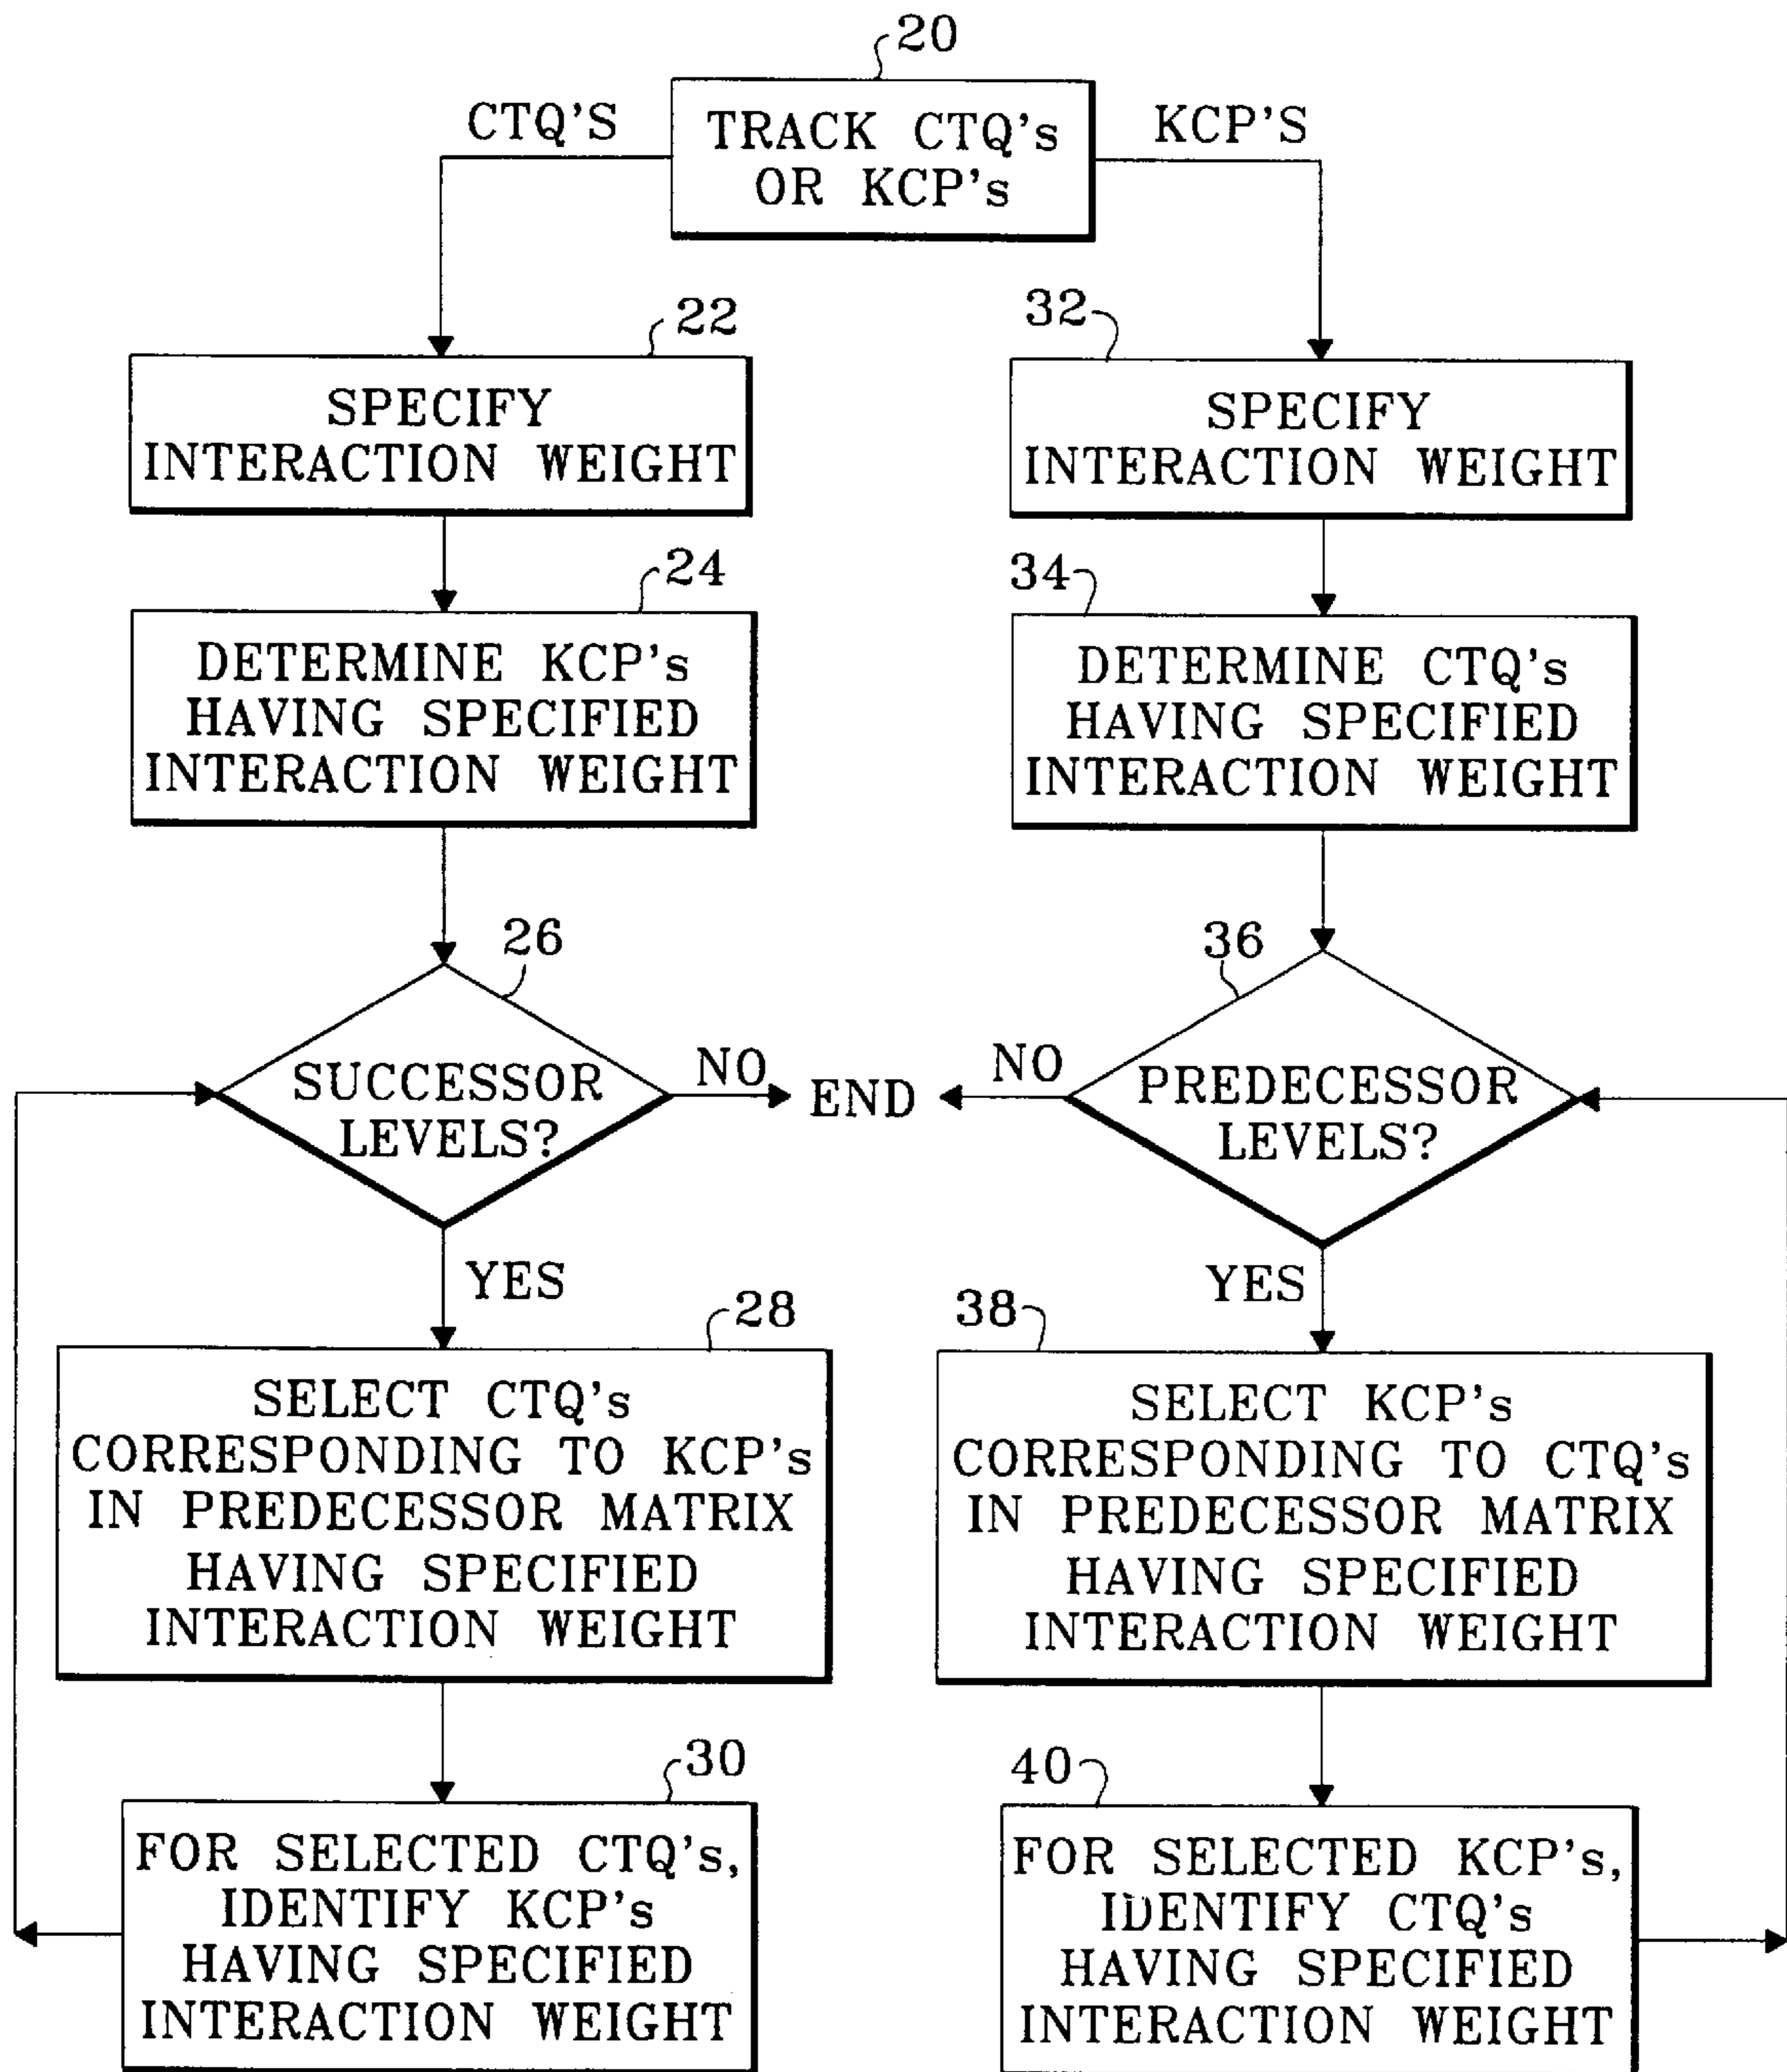 20
CTQ'S
TRACK CTQ's
OR KCP's
KCP'S
22
SPECIFY
INTERACTION WEIGHT
32
SPECIFY
INTERACTION WEIGHT
24
DETERMINE KCP's
HAVING SPECIFIED
INTERACTION WEIGHT
34
DETERMINE CTQ's
HAVING SPECIFIED
INTERACTION WEIGHT
26
SUCCESSOR
LEVELS?
NO
END
NO
36
PREDECESSOR
LEVELS?
YES
YES
28
SELECT CTQ's
CORRESPONDING TO KCP's
IN PREDECESSOR MATRIX
HAVING SPECIFIED
INTERACTION WEIGHT
38
SELECT KCP's
CORRESPONDING TO CTQ's
IN PREDECESSOR MATRIX
HAVING SPECIFIED
INTERACTION WEIGHT
30
FOR SELECTED CTQ's,
IDENTIFY KCP's
HAVING SPECIFIED
INTERACTION WEIGHT
40
FOR SELECTED KCP's,
IDENTIFY CTQ's
HAVING SPECIFIED
INTERACTION WEIGHT